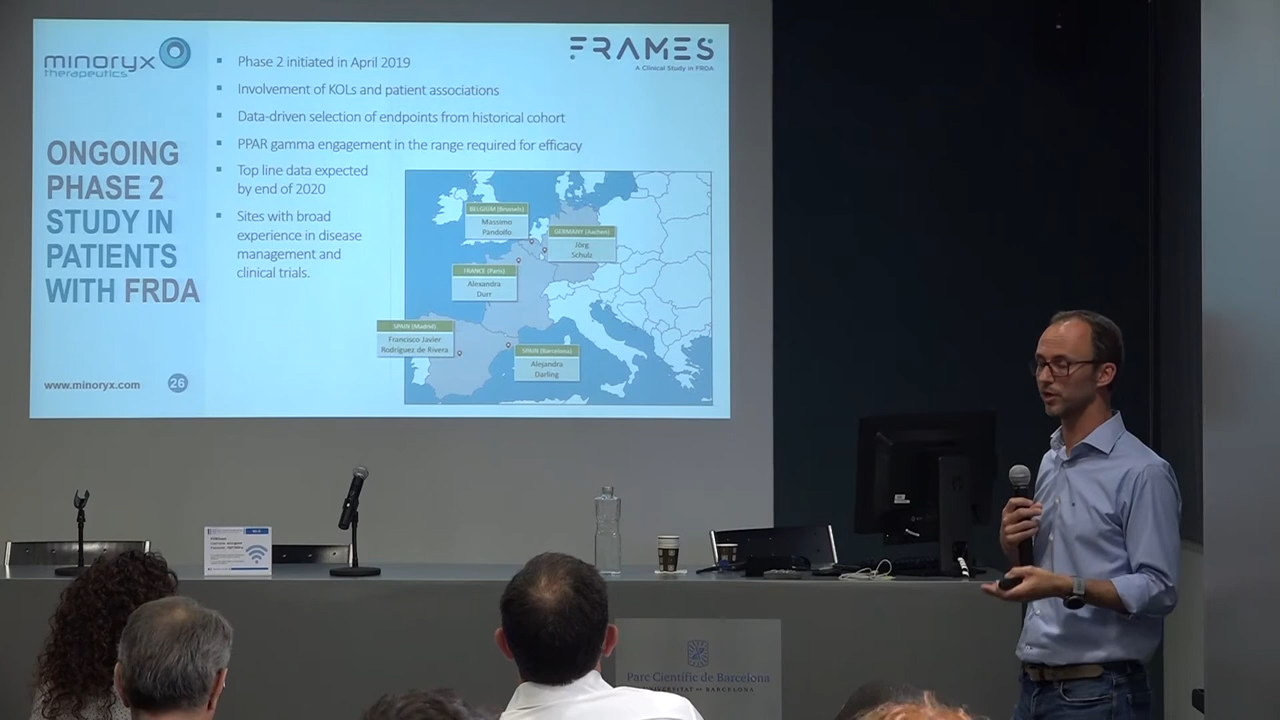 minoryx
therapeutics
ONGOING
PHASE 2
STUDY IN
PATIENTS
WITH FRDA
www.minoryx.com
26
FRAMES
A Clinical Study in FRDA
▪ Phase 2 initiated in April 2019
▪ Involvement of KOLs and patient associations
▪ Data-driven selection of endpoints from historical cohort
▪ PPAR gamma engagement in the range required for efficacy
▪ Top line data expected
by end of 2020
▪ Sites with broad
experience in disease
management and
clinical trials.
BELGIUM (Brussels)
Massimo
Pandolfo
GERMANY (Aachen)
Jörg
Schulz
FRANCE (Paris)
Alexandra
Durr
SPAIN (Madrid)
Francisco Javier
Rodríguez de Rivera
SPAIN (Barcelona)
Alejandra
Darling
Parc Científic de Barcelona
UNIVERSITAT DE BARCELONA